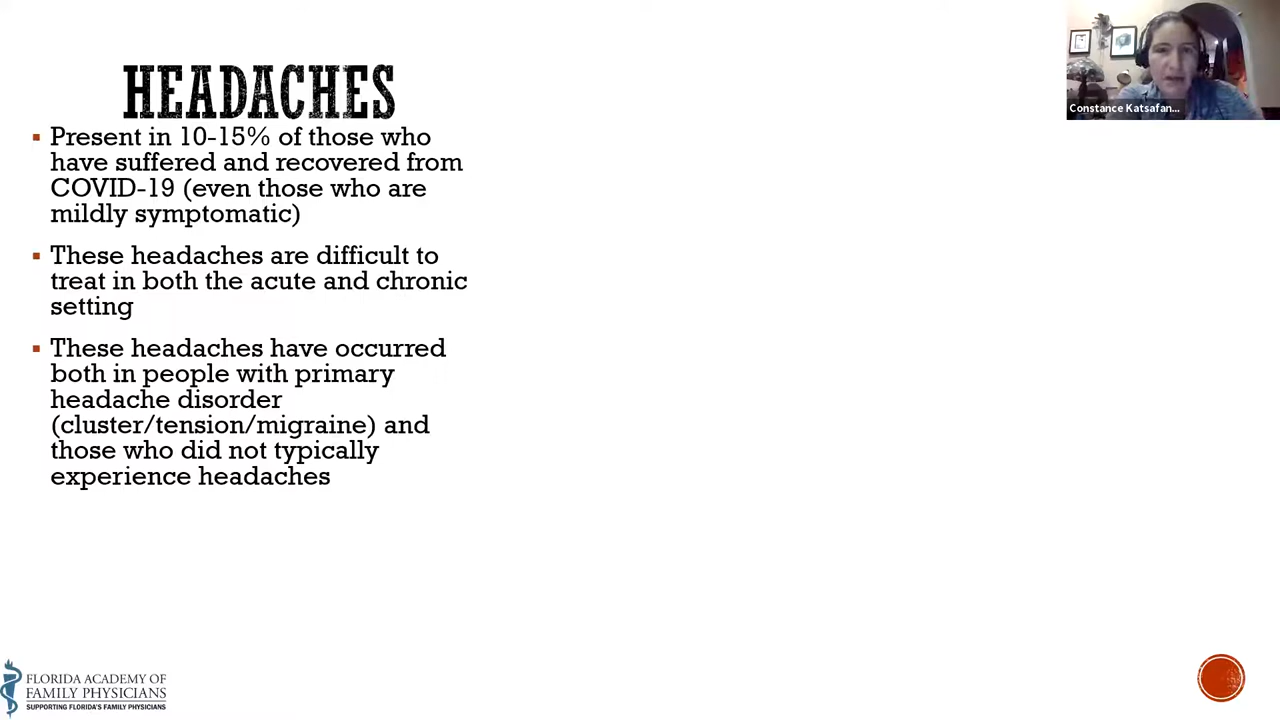 HEADACHES
▪ Present in 10-15% of those who
have suffered and recovered from
COVID-19 (even those who are
mildly symptomatic)
▪ These headaches are difficult to
treat in both the acute and chronic
setting
▪ These headaches have occurred
both in people with primary
headache disorder
(cluster/tension/migraine) and
those who did not typically
experience headaches
Constance Katsafan...
FLORIDA ACADEMY OF
FAMILY PHYSICIANS
SUPPORTING FLORIDA'S FAMILY PHYSICIANS